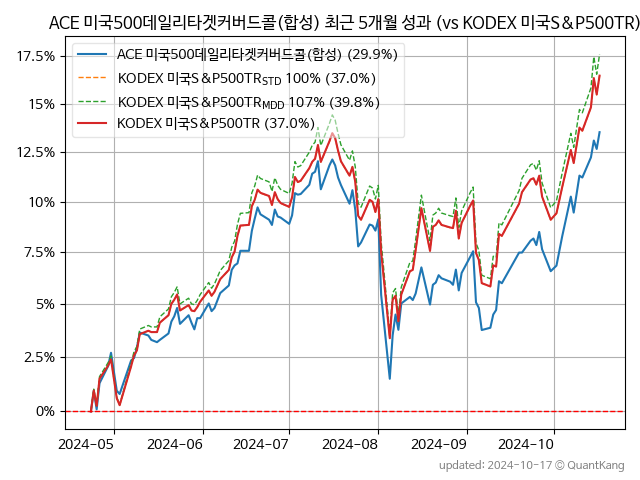 ACE 미국500데일리타겟커버드콜(합성) 최근 5개월 성과 (vs KODEX 미국S&P500TR)
ACE 미국500데일리타겟커버드콜(합성) (29.9%)
KODEX 미국S&P500TR_STD 100% (37.0%)
KODEX 미국S&P500TR_MDD 107% (39.8%)
KODEX 미국S&P500TR (37.0%)
17.5%
15%
12.5%
10%
7.5%
5%
2.5%
0%
2024-05 2024-06 2024-07 2024-08 2024-09 2024-10
updated: 2024-10-17 © QuantKang